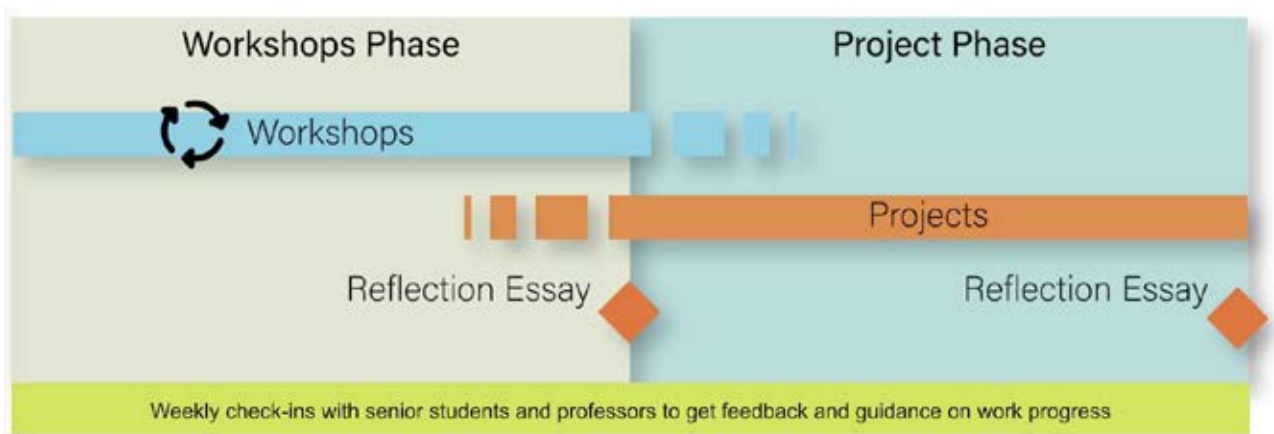 Workshops Phase
Project Phase
Workshops
Projects
Reflection Essay
Reflection Essay
Weekly check-ins with senior students and professors to get feedback and guidance on work progress